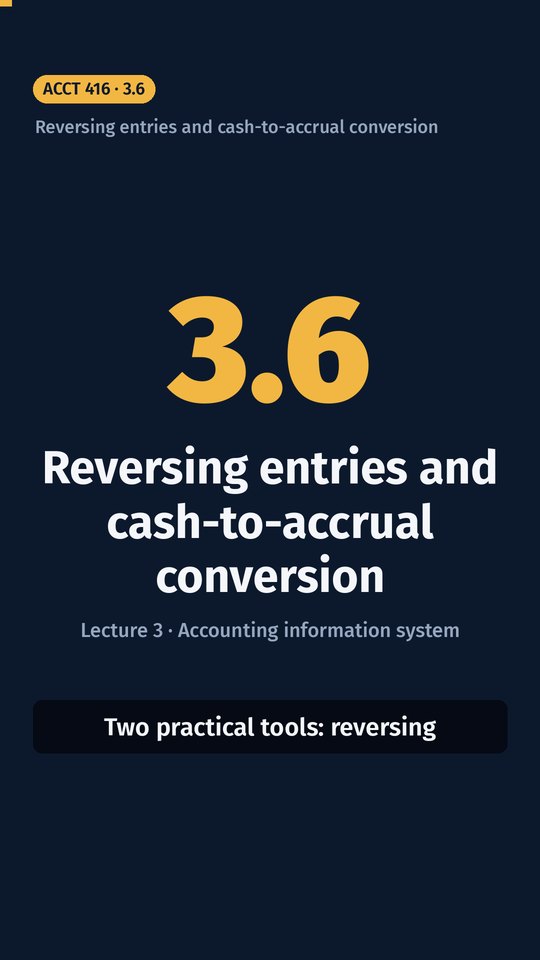 ACCT 416 · 3.6
Reversing entries and cash-to-accrual conversion
3.6
Reversing entries and
cash-to-accrual
conversion
Lecture 3 · Accounting information system
Two practical tools: reversing